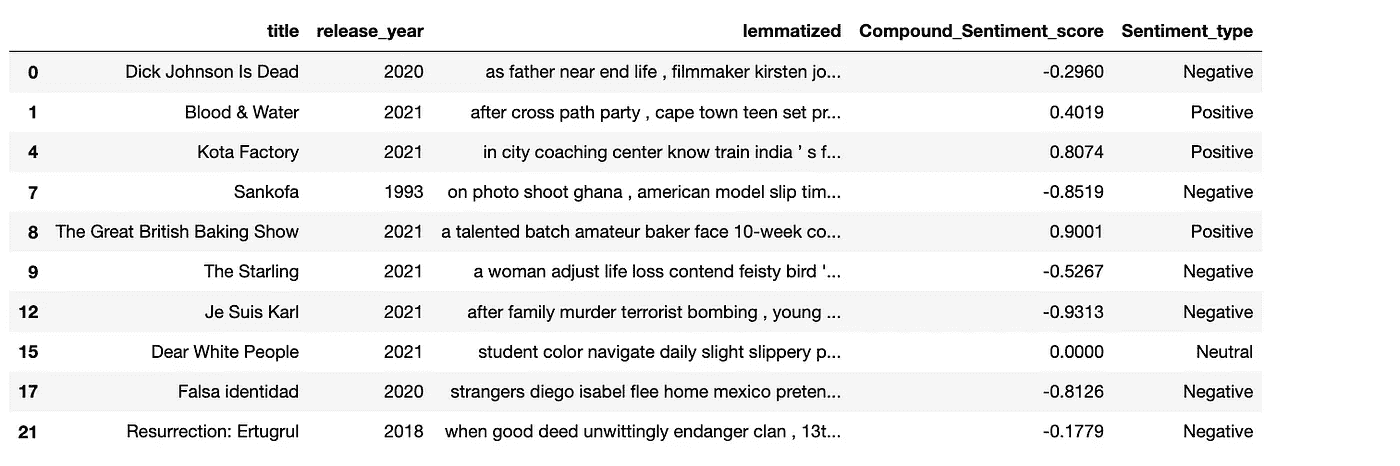 title release_year lemmatized Compound_Sentiment_score Sentiment_type
0 Dick Johnson Is Dead 2020 as father near end life , filmmaker kirsten jo... -0.2960 Negative
1 Blood & Water 2021 after cross path party , cape town teen set pr... 0.4019 Positive
4 Kota Factory 2021 in city coaching center know train india ’ s f... 0.8074 Positive
7 Sankofa 1993 on photo shoot ghana , american model slip tim... -0.8519 Negative
8 The Great British Baking Show 2021 a talented batch amateur baker face 10-week co... 0.9001 Positive
9 The Starling 2021 a woman adjust life loss contend feisty bird '... -0.5267 Negative
12 Je Suis Karl 2021 after family murder terrorist bombing , young ... -0.9313 Negative
15 Dear White People 2021 student color navigate daily slight slippery p... 0.0000 Neutral
17 Falsa identidad 2020 strangers diego isabel flee home mexico preten... -0.8126 Negative
21 Resurrection: Ertugrul 2018 when good deed unwittingly endanger clan , 13t... -0.1779 Negative